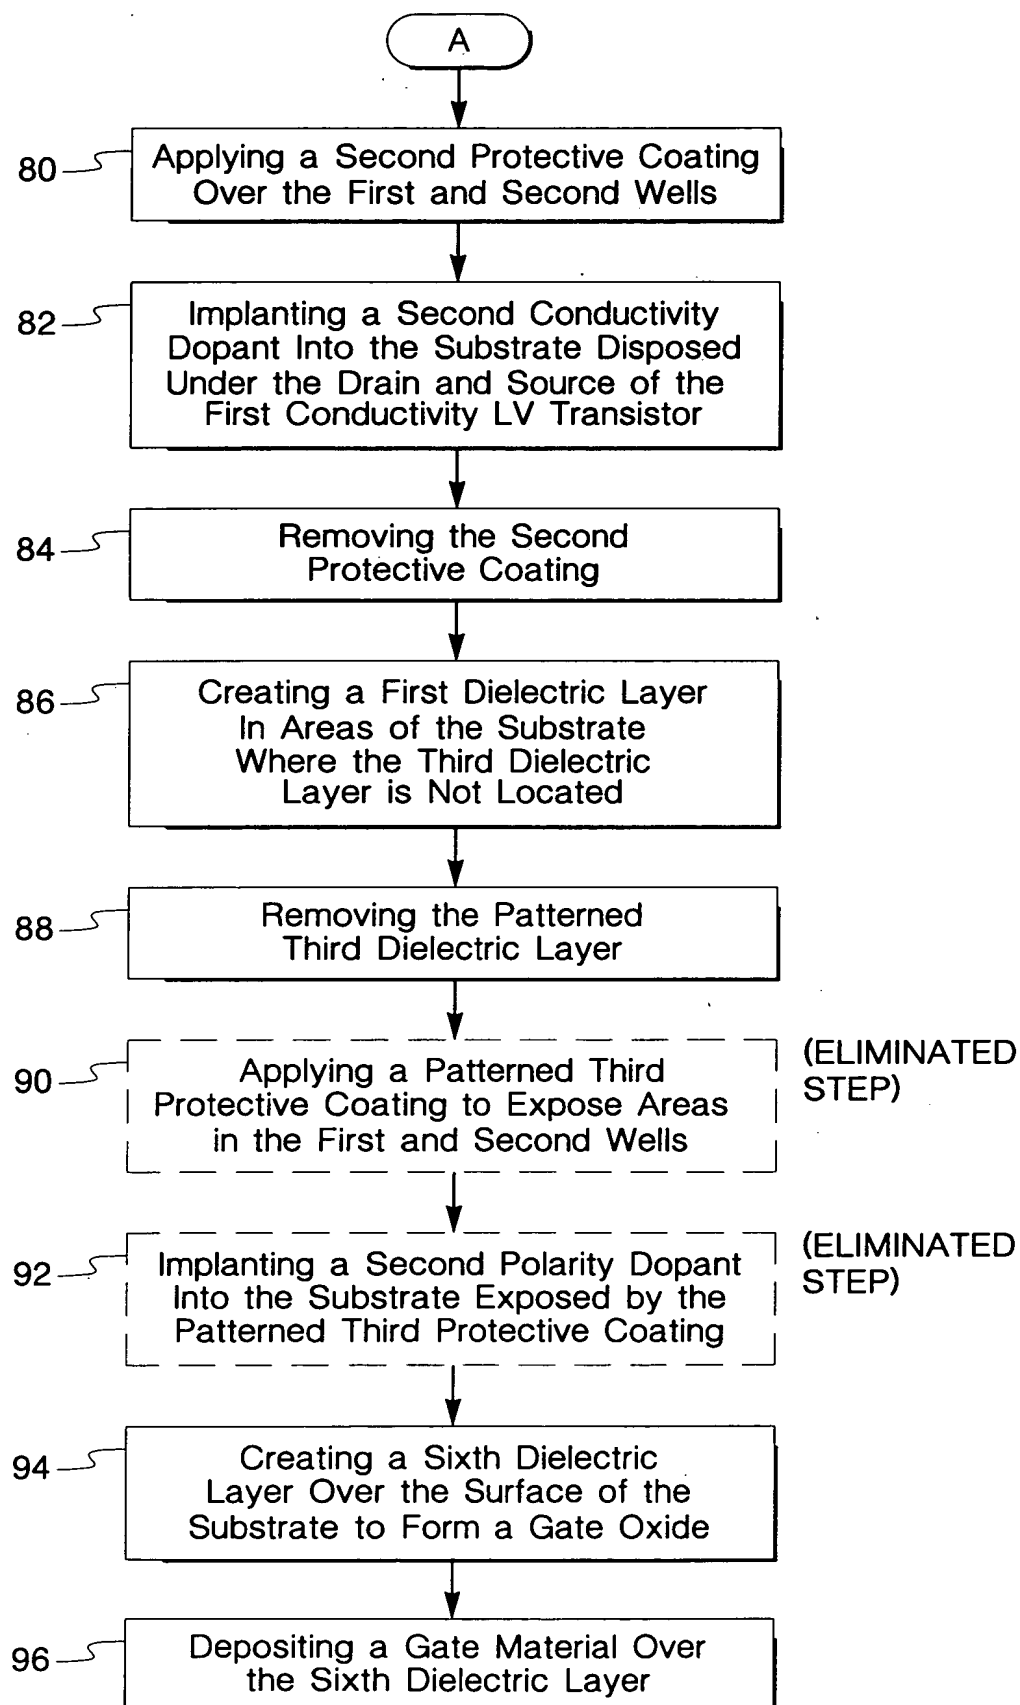 A
80
Applying a Second Protective Coating
Over the First and Second Wells
82
Implanting a Second Conductivity
Dopant Into the Substrate Disposed
Under the Drain and Source of the
First Conductivity LV Transistor
84
Removing the Second
Protective Coating
86
Creating a First Dielectric Layer
In Areas of the Substrate
Where the Third Dielectric
Layer is Not Located
88
Removing the Patterned
Third Dielectric Layer
90
Applying a Patterned Third
Protective Coating to Expose Areas
in the First and Second Wells
(ELIMINATED
STEP)
92
Implanting a Second Polarity Dopant
Into the Substrate Exposed by the
Patterned Third Protective Coating
(ELIMINATED
STEP)
94
Creating a Sixth Dielectric
Layer Over the Surface of the
Substrate to Form a Gate Oxide
96
Depositing a Gate Material Over
the Sixth Dielectric Layer